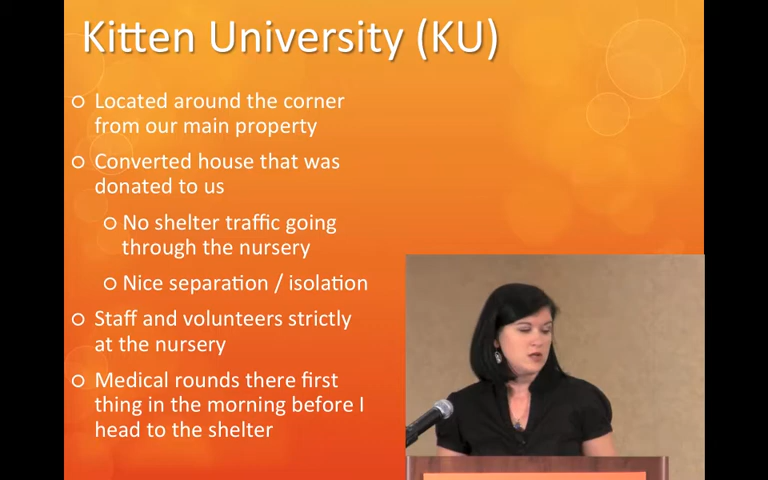 Kitten University (KU)
Located around the corner
from our main property
Converted house that was
donated to us
No shelter traffic going
through the nursery
Nice separation / isolation
Staff and volunteers strictly
at the nursery
Medical rounds there first
thing in the morning before I
head to the shelter